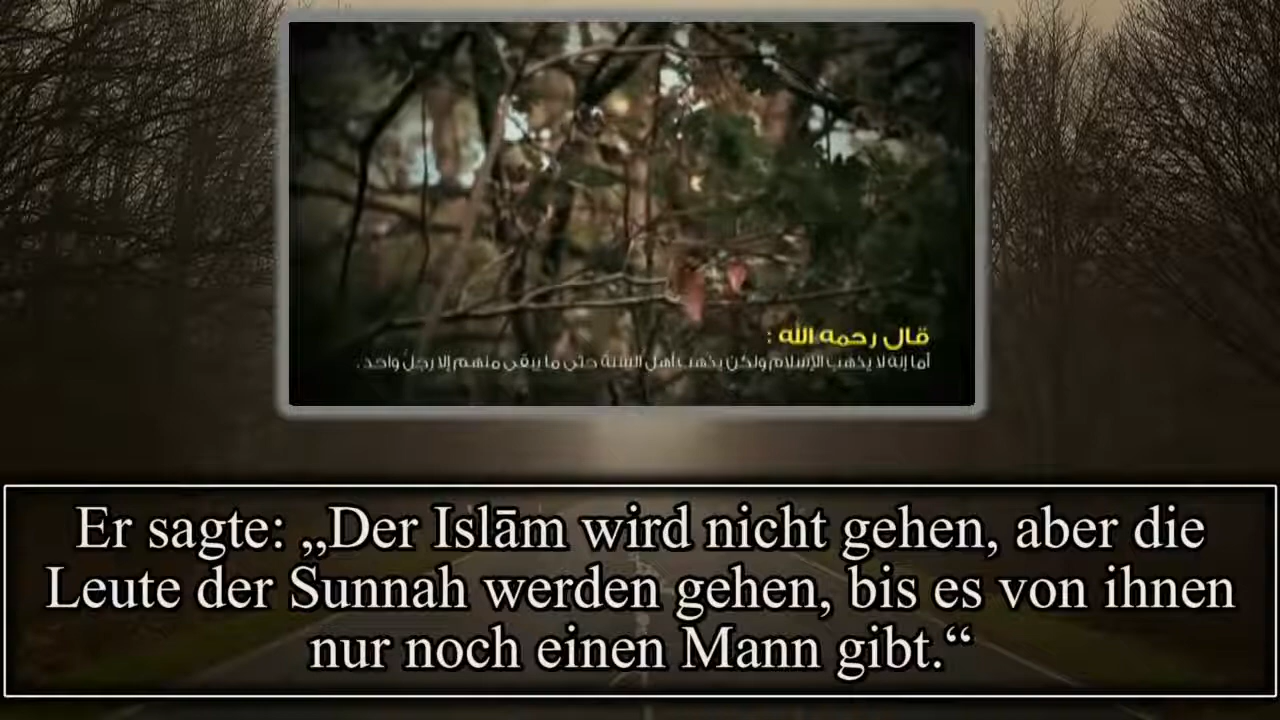 قال رحمه الله :
أما إنه لا يذهب الإسلام ولكن يذهب أهل السنة حتى ما يبقى منهم إلا رجلٌ واحد .
Er sagte: „Der Islām wird nicht gehen, aber die
Leute der Sunnah werden gehen, bis es von ihnen
nur noch einen Mann gibt.“